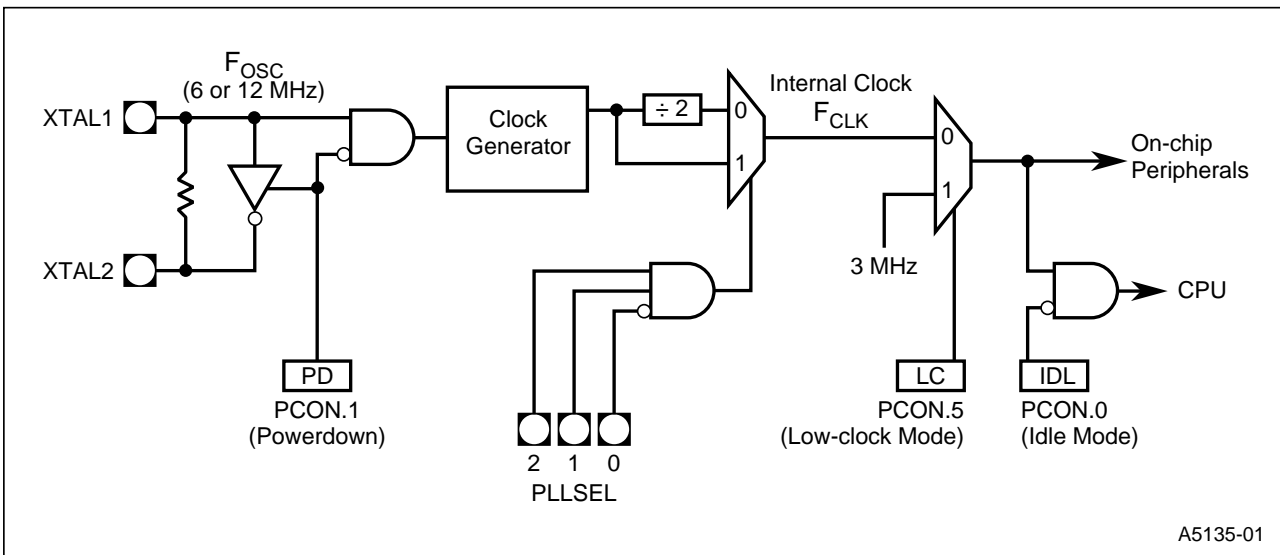 F_OSC
(6 or 12 MHz)
XTAL1
XTAL2
Clock
Generator
÷ 2
0
1
Internal Clock
F_CLK
0
1
3 MHz
On-chip
Peripherals
CPU
PD
PCON.1
(Powerdown)
2 1 0
PLLSEL
LC
PCON.5
(Low-clock Mode)
IDL
PCON.0
(Idle Mode)
A5135-01